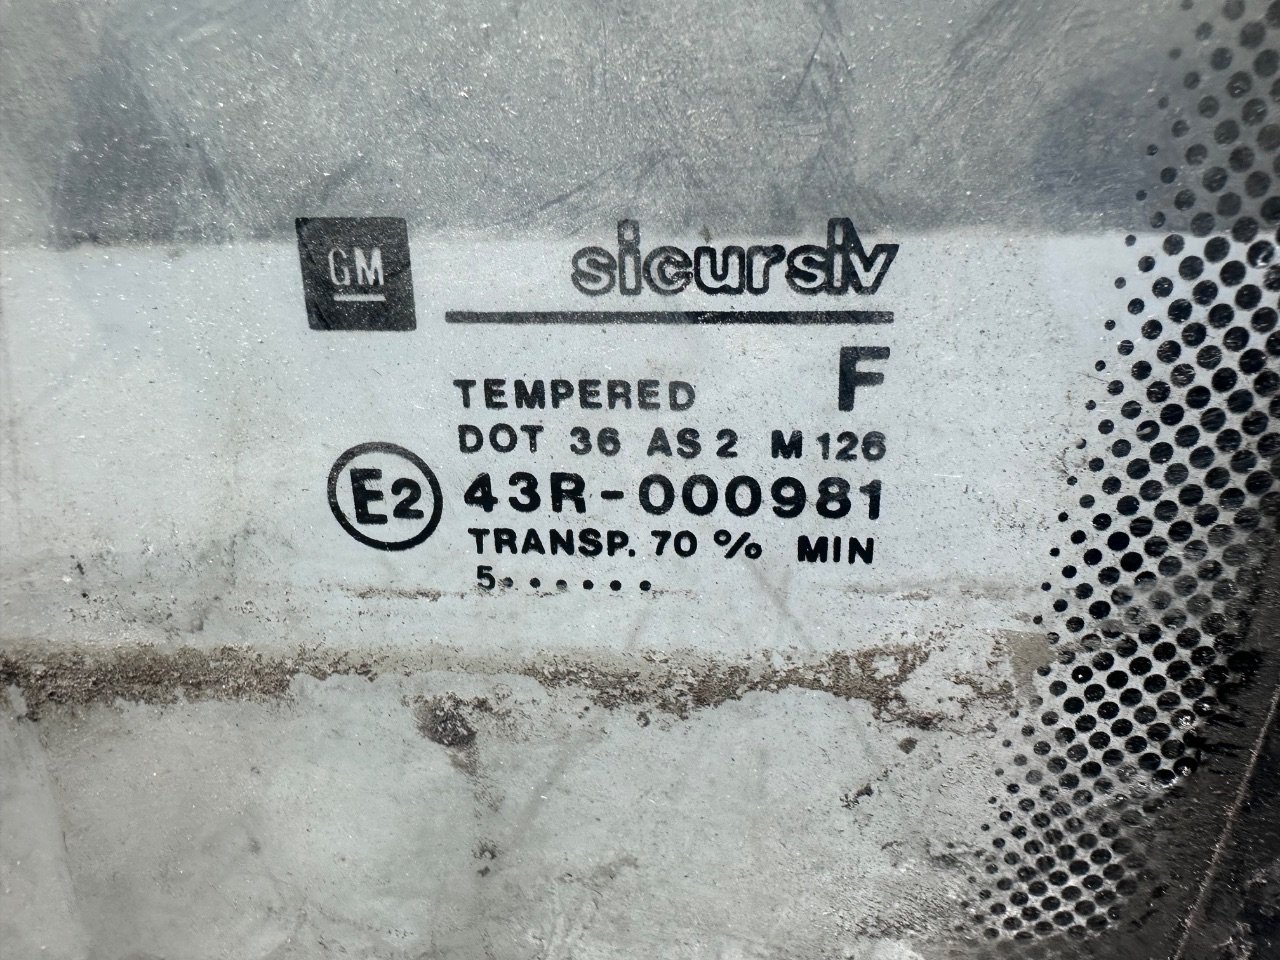 GM
sicursiv
F
TEMPERED
DOT 36 AS 2 M 126
E2
43R-000981
TRANSP. 70 % MIN
5.......